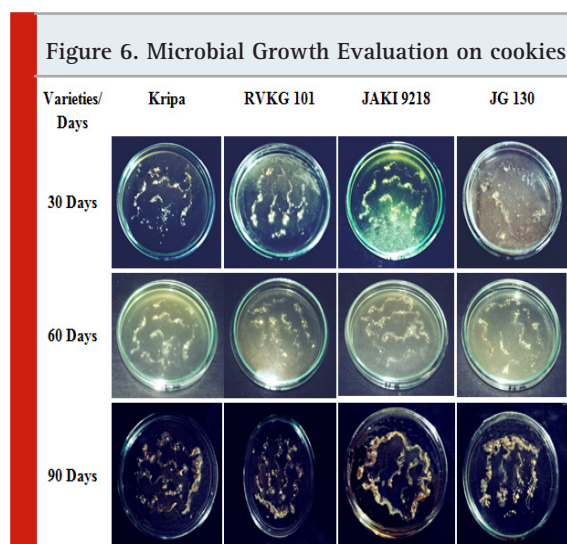 Figure 6. Microbial Growth Evaluation on cookies
Varieties/ Days
Kripa
RVKG 101
JAKI 9218
JG 130
30 Days
60 Days
90 Days